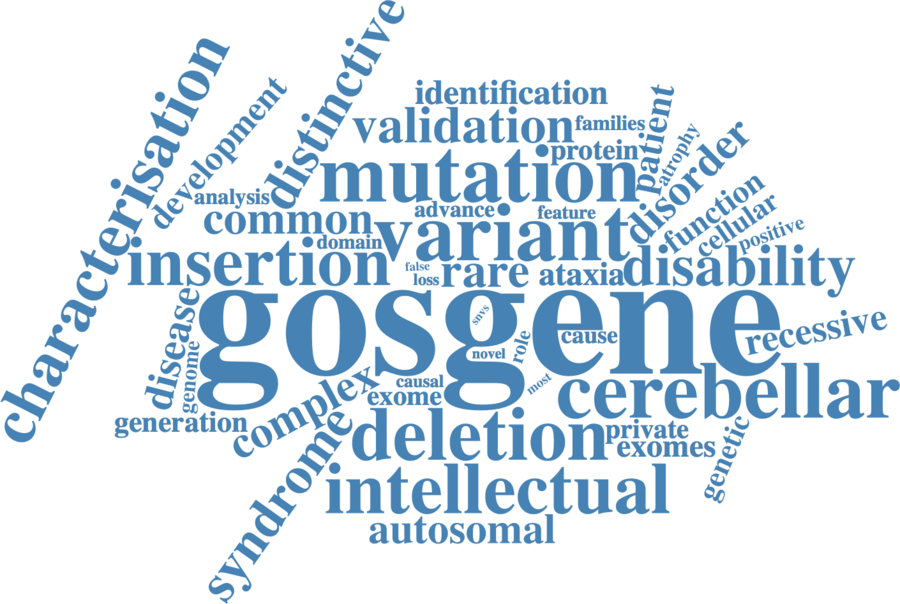 characterisation
development
distinctive
identification
validation
families
protein
patient
atrophy
disorder
mutation
analysis
common
advance
feature
function
cellular
positive
domain
variant
insertion
false
loss
rare
ataxia
disability
gosgene
snvs
novel
role
cause
most
recessive
disease
genome
generation
complex
causal
exome
cerebellar
syndrome
deletion
private
exomes
genetic
intellectual
autosomal